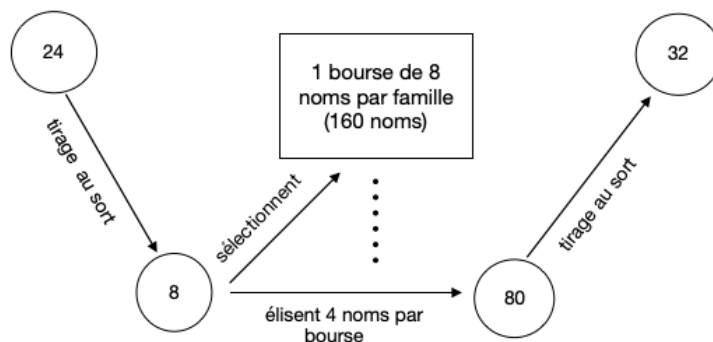 24
32
1 bourse de 8
noms par famille
(160 noms)
tirage au sort
sélectionnent
tirage au sort
8
80
élisent 4 noms par
bourse